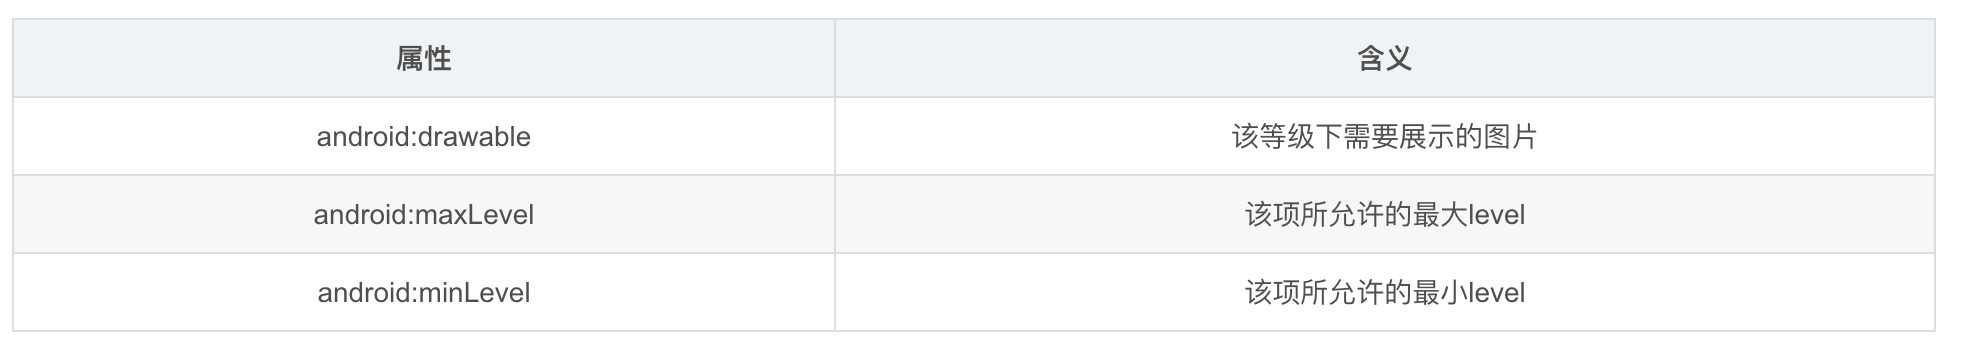 属性 含义
android:drawable 该等级下需要展示的图片
android:maxLevel 该项所允许的最大level
android:minLevel 该项所允许的最小level